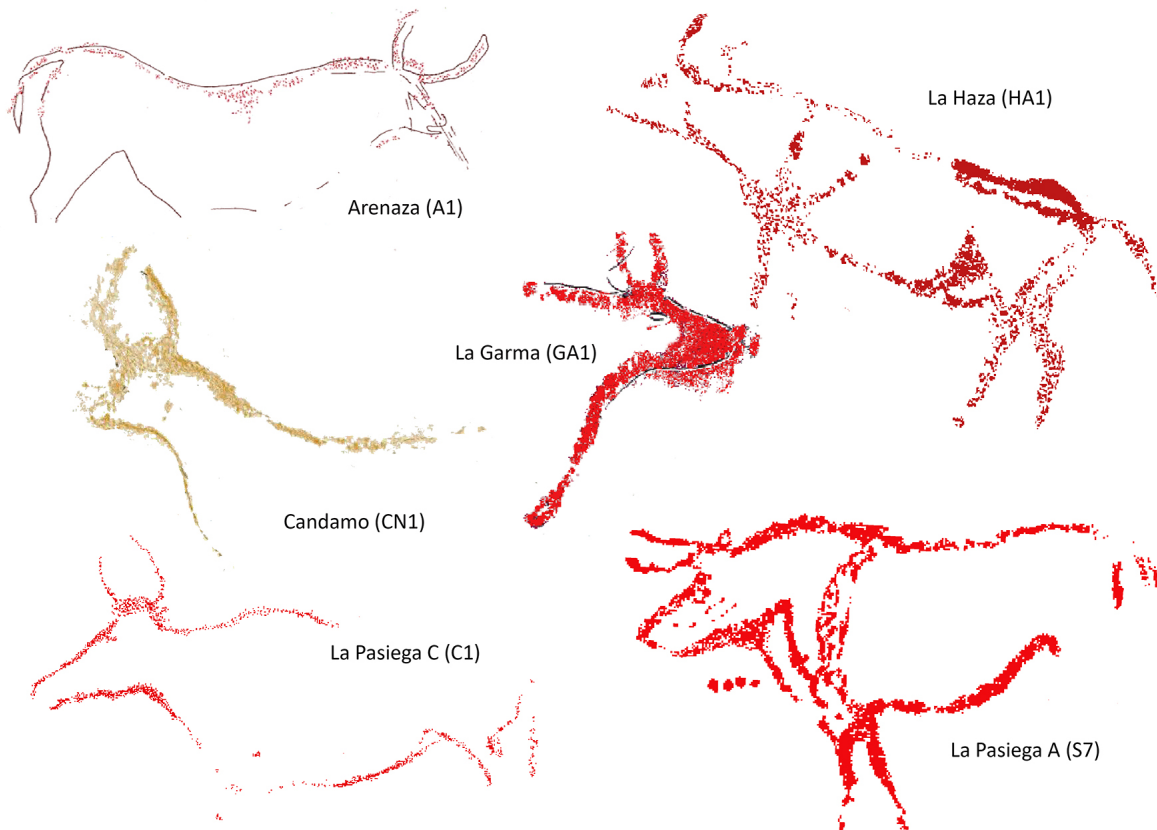 La Haza (HA1)
Arenaza (A1)
La Garma (GA1)
Candamo (CN1)
La Pasiega C (C1)
La Pasiega A (S7)